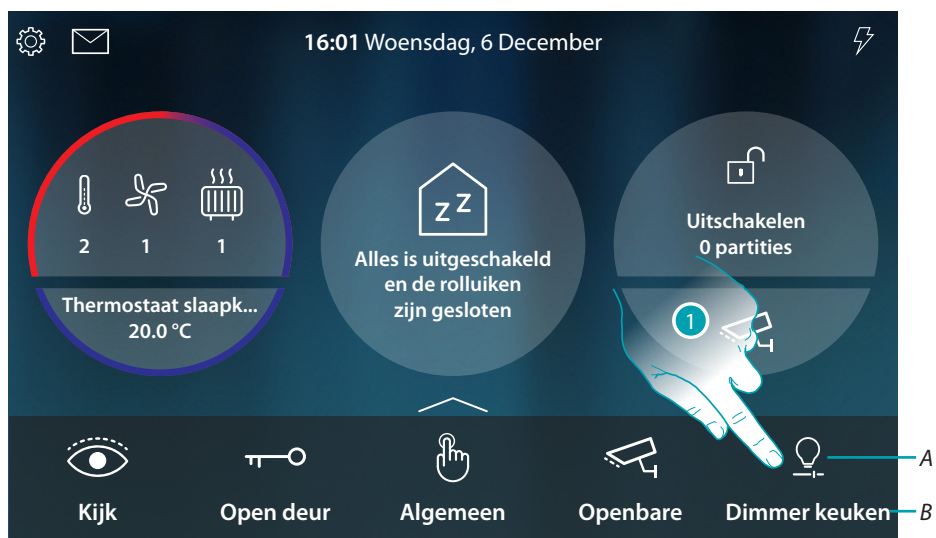 16:01 Woensdag, 6 December
2 1 1
Thermostaat slaapk...
20.0 °C
z z
Alles is uitgeschakeld
en de rolluiken
zijn gesloten
Uitschakelen
0 partities
1
A
Kijk Open deur Algemeen Openbare Dimmer keuken B